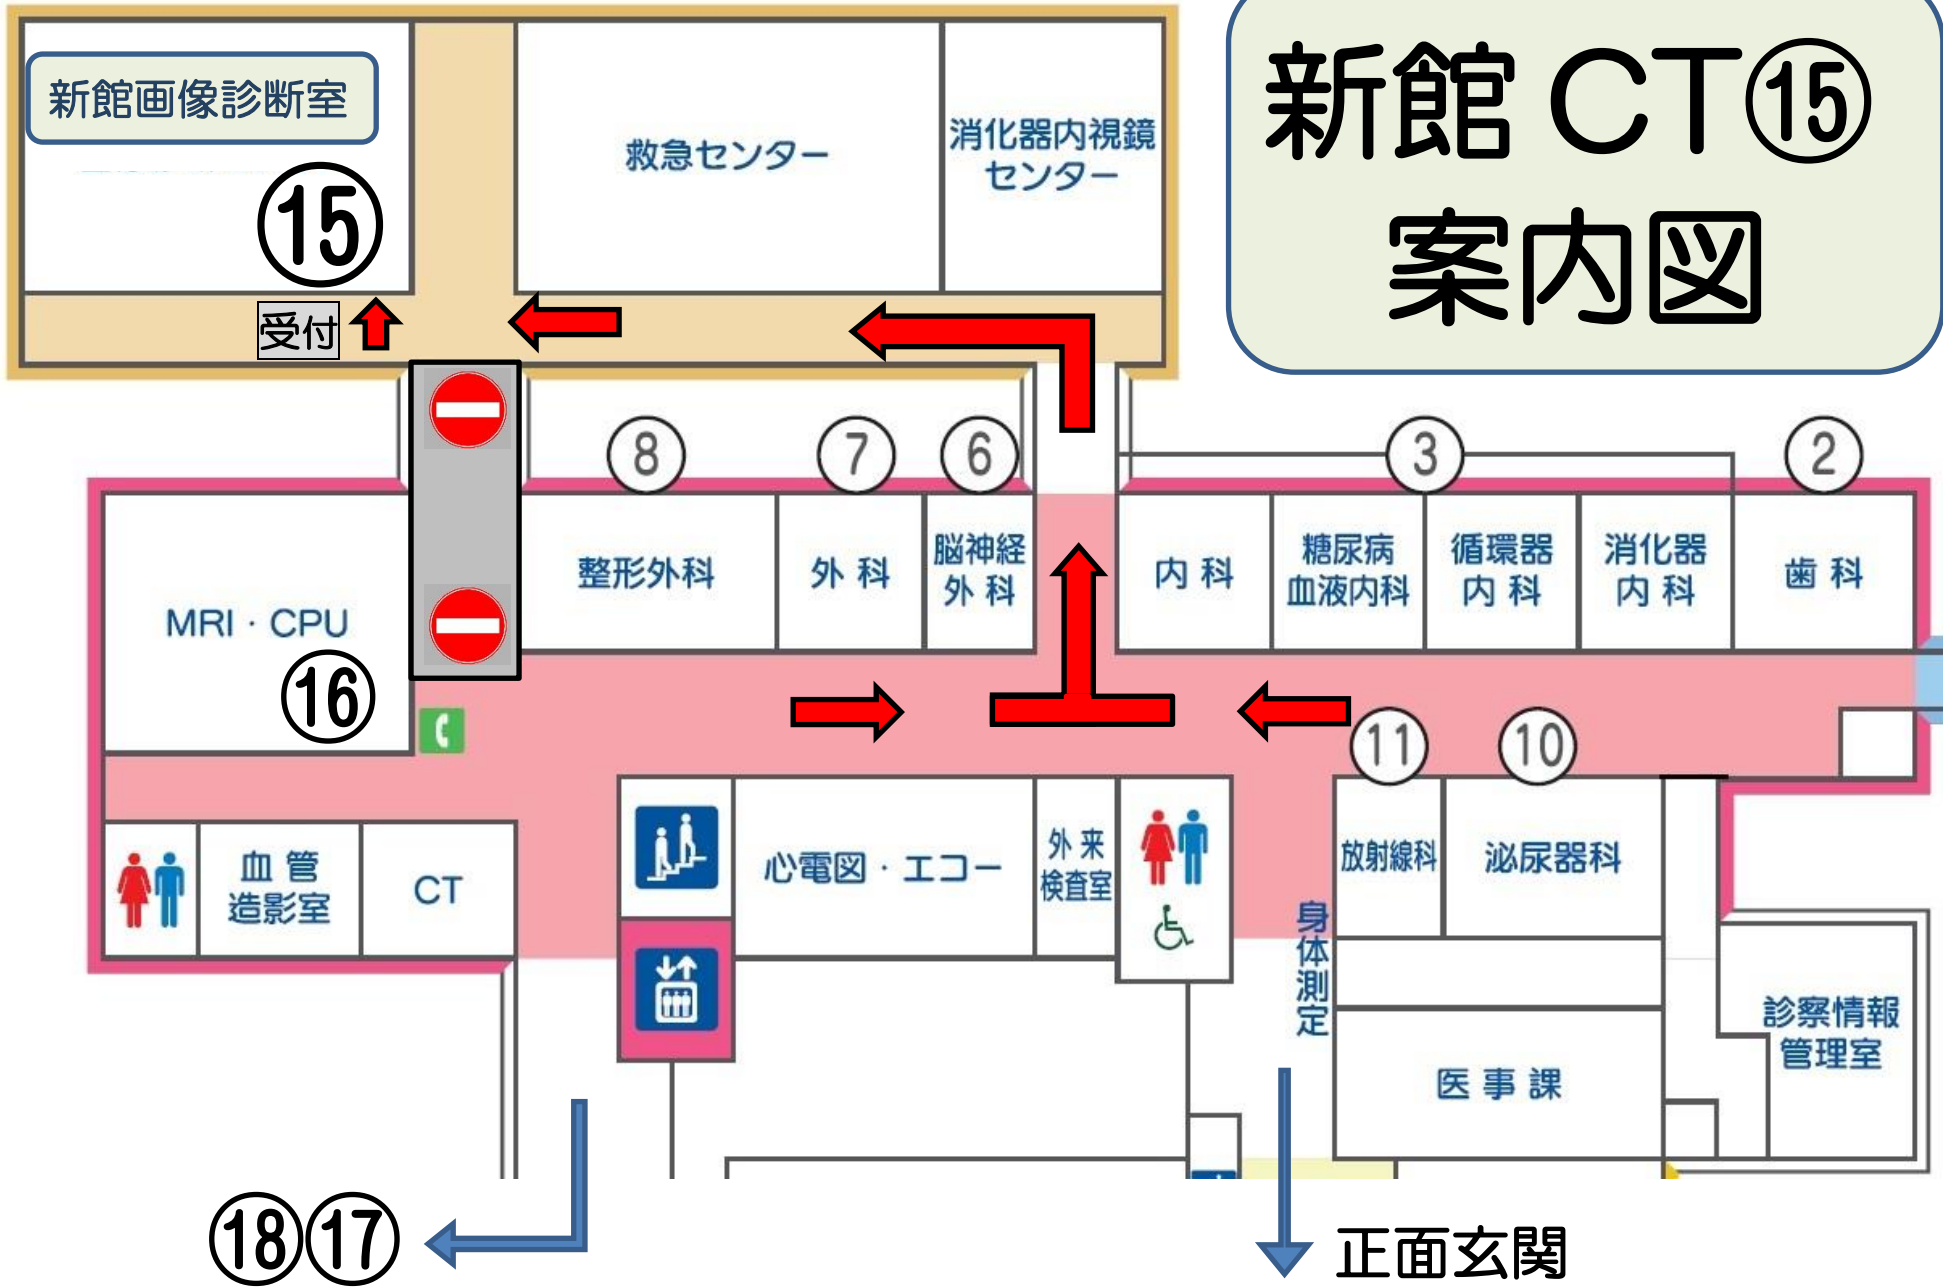 新館CT⑮
案内図
新館画像診断室
⑮
救急センター
消化器内視鏡
センター
受付
⑧
⑦
⑥
③
②
MRI・CPU
⑯
整形外科
外科
脳神経
外科
内科
糖尿病
血液内科
循環器
内科
消化器
内科
歯科
⑪
⑩
血管
造影室
CT
心電図・エコー
外来
検査室
放射線科
泌尿器科
身体測定
医事課
診察情報
管理室
⑱⑰
正面玄関